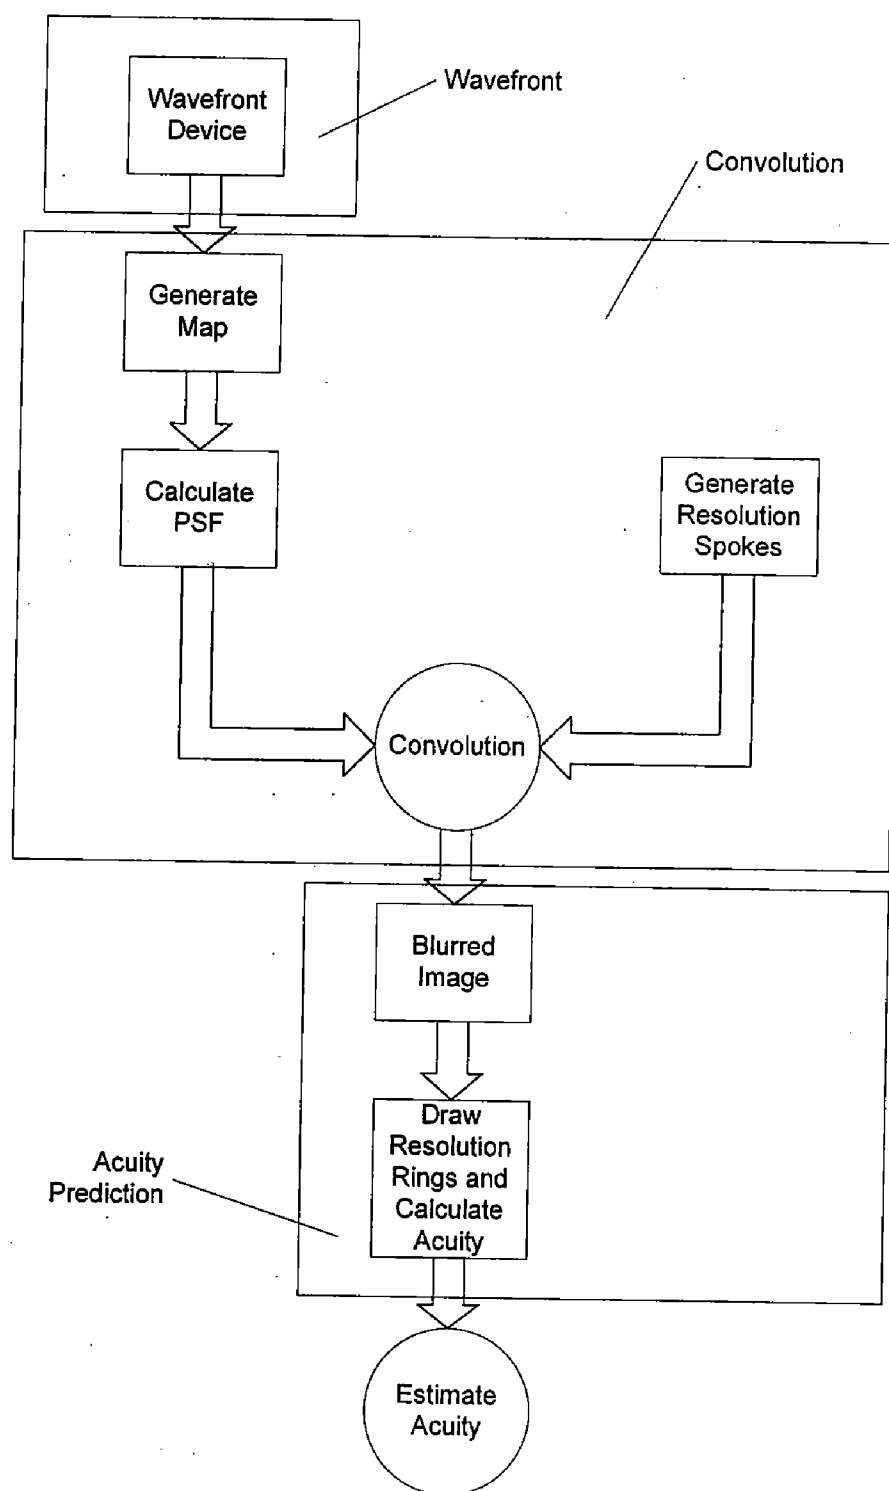 Wavefront
Device
Wavefront
Convolution
Generate
Map
Calculate
PSF
Generate
Resolution
Spokes
Convolution
Blurred
Image
Draw
Resolution
Rings and
Calculate
Acuity
Acuity
Prediction
Estimate
Acuity